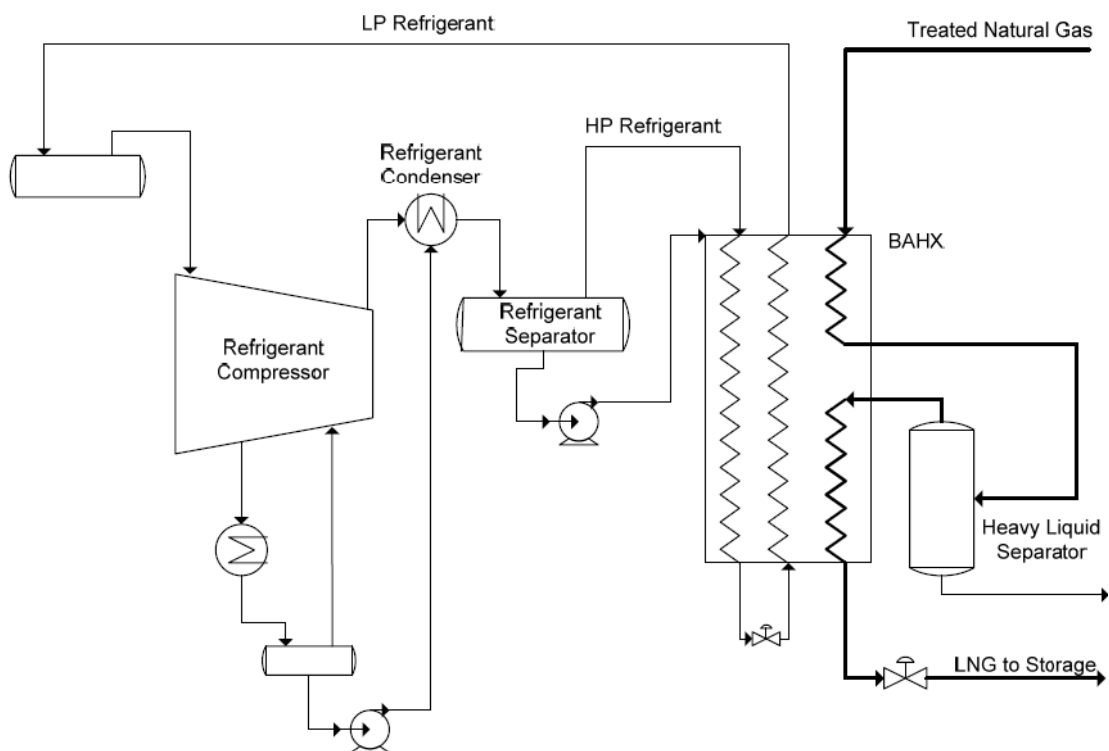 LP Refrigerant
Treated Natural Gas
HP Refrigerant
Refrigerant
Condenser
BAHX
Refrigerant
Separator
Refrigerant
Compressor
Heavy Liquid
Separator
LNG to Storage